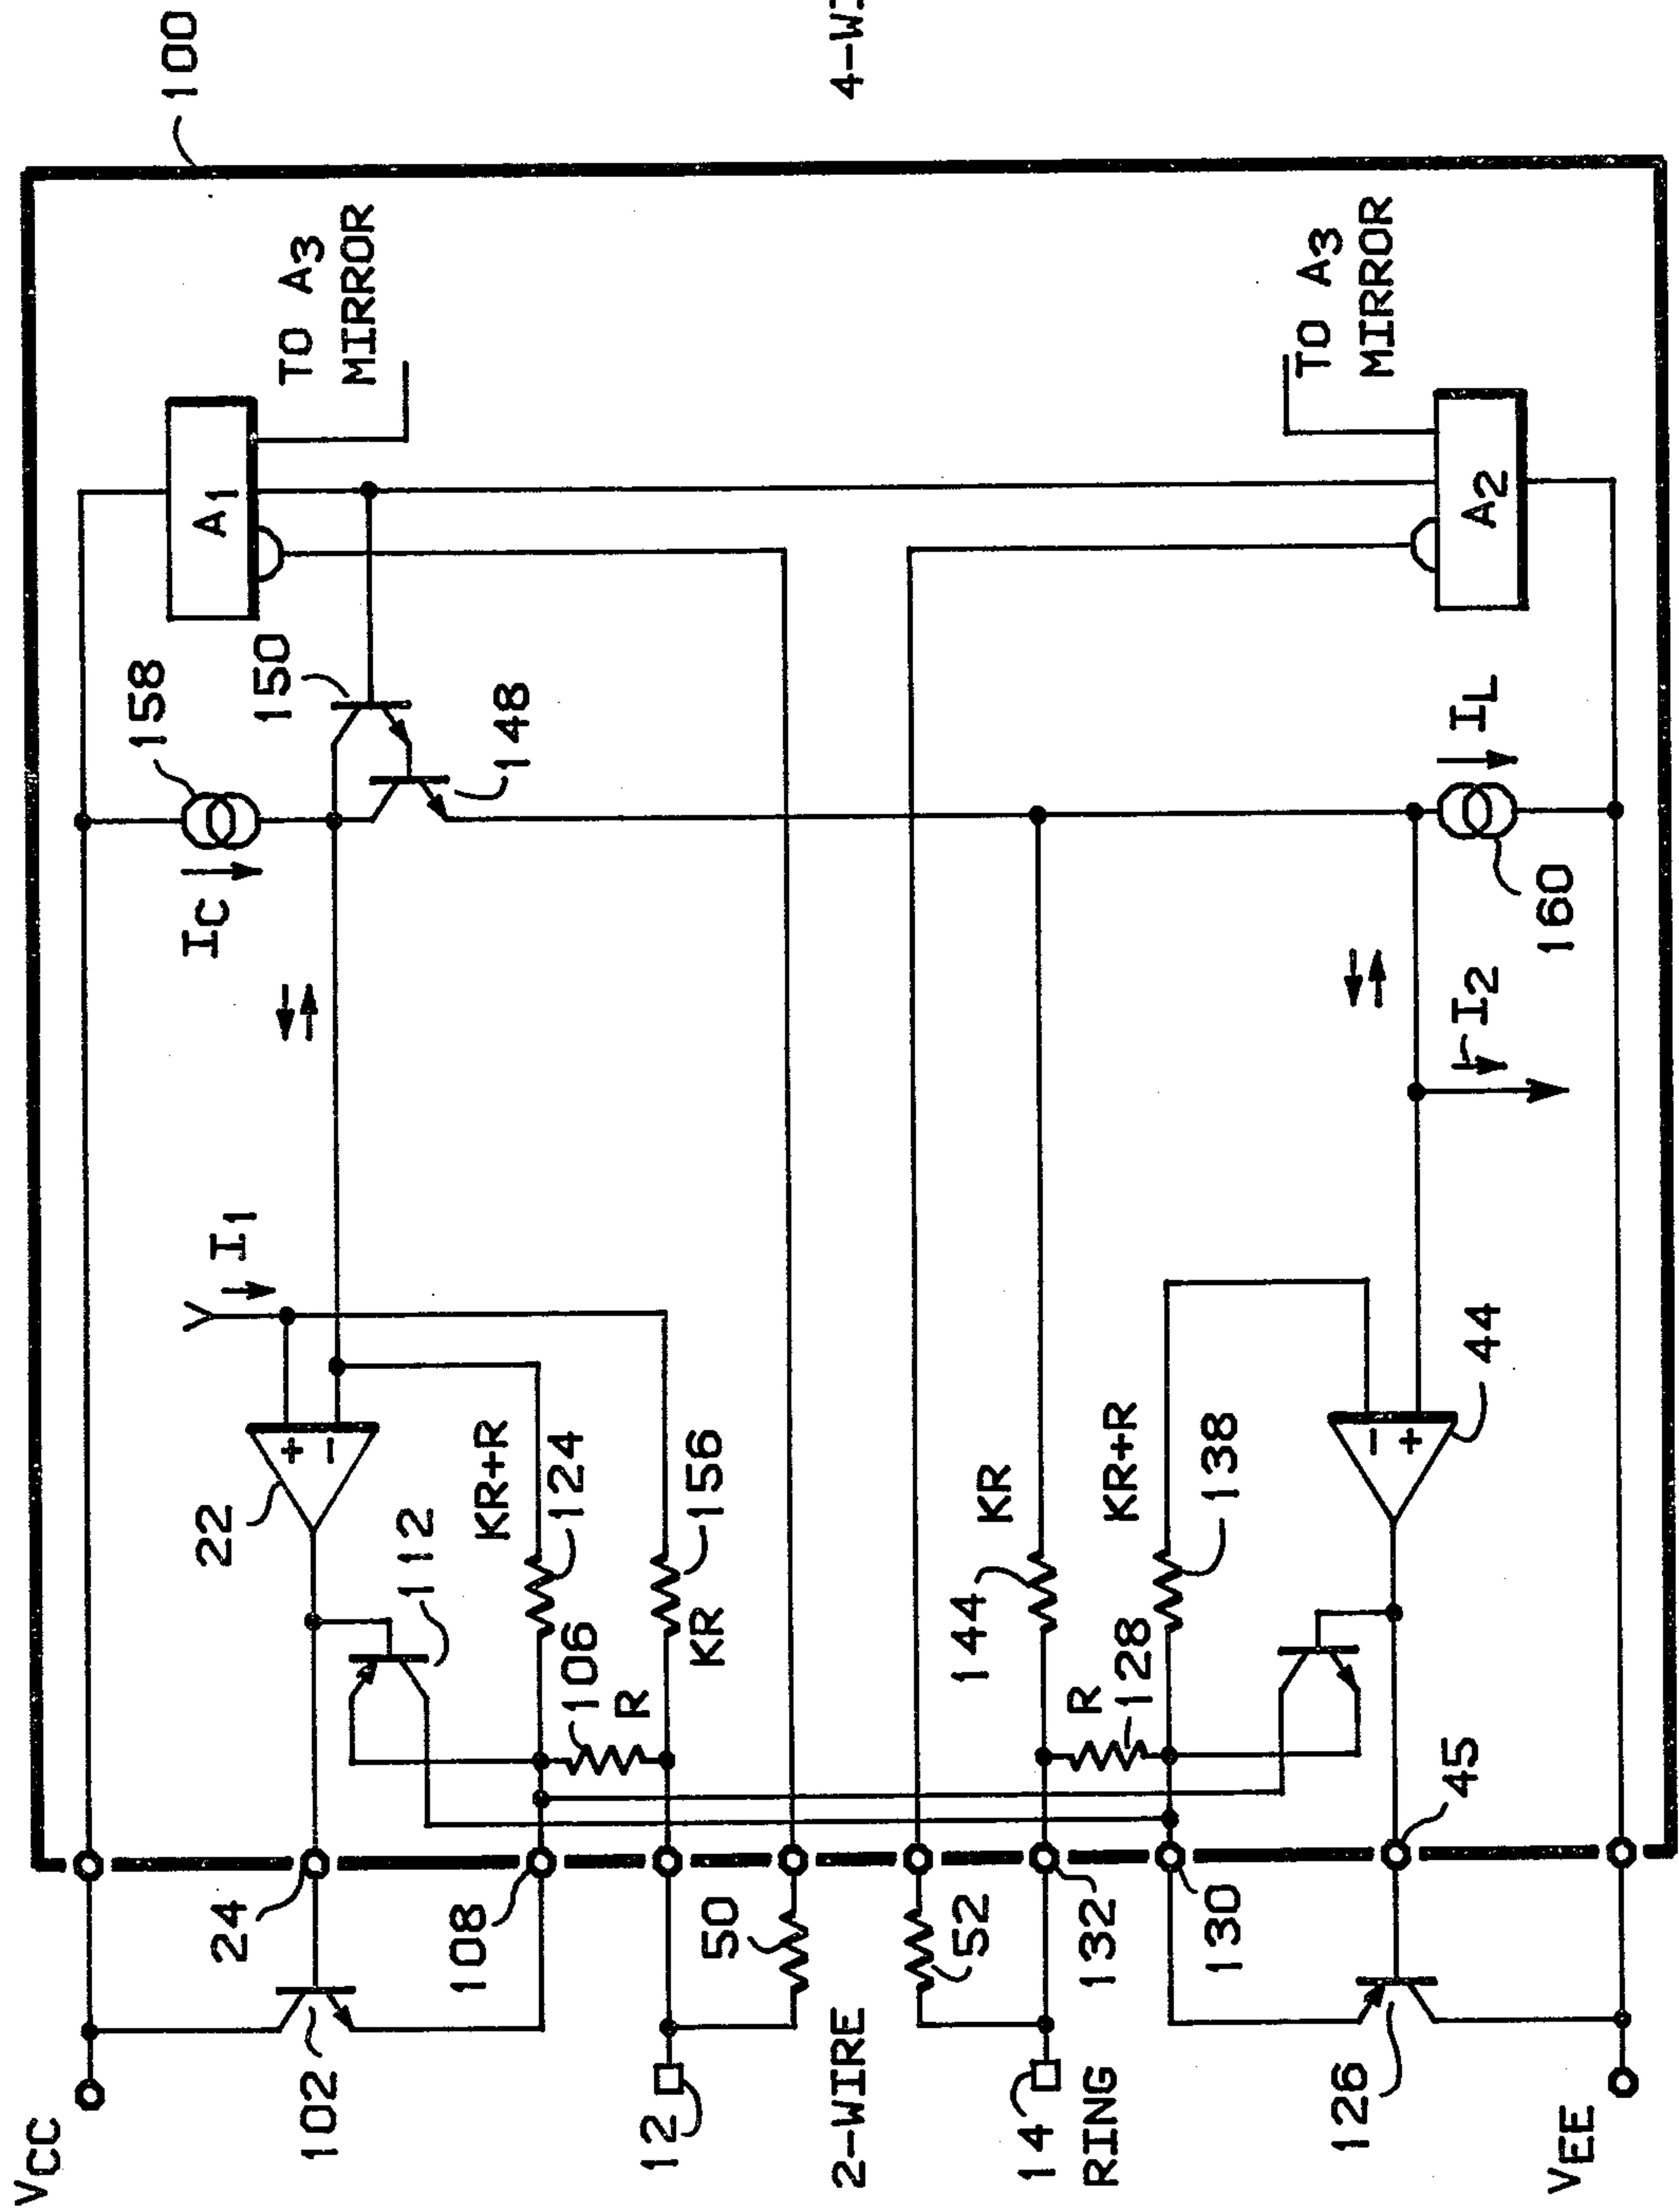 VCC
100
158
IC
A1
I1
22
24
150
TO A3
MIRROR
+
−
102
112
108
KR+R
148
124
106
R
12
KR
156
50
2-WIRE
4-WI
52
144
KR
14
RING
132
R
128
KR+R
138
130
TO A3
MIRROR
−
+
126
45
44
I2
IL
160
A2
VEE